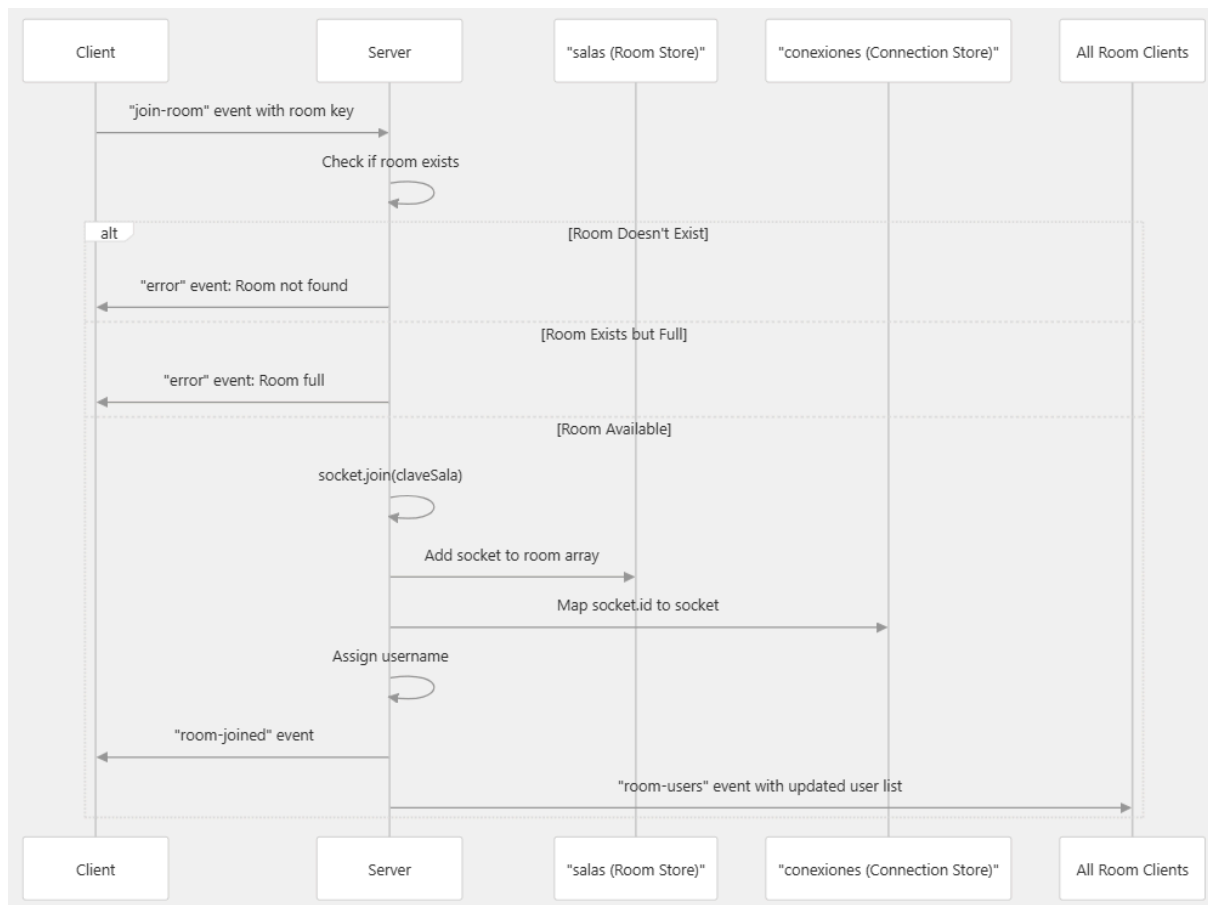 Client
Server
"salas (Room Store)"
"conexiones (Connection Store)"
All Room Clients
"join-room" event with room key
Check if room exists
alt
[Room Doesn't Exist]
"error" event: Room not found
[Room Exists but Full]
"error" event: Room full
[Room Available]
socket.join(claveSala)
Add socket to room array
Map socket.id to socket
Assign username
"room-joined" event
"room-users" event with updated user list
Client
Server
"salas (Room Store)"
"conexiones (Connection Store)"
All Room Clients